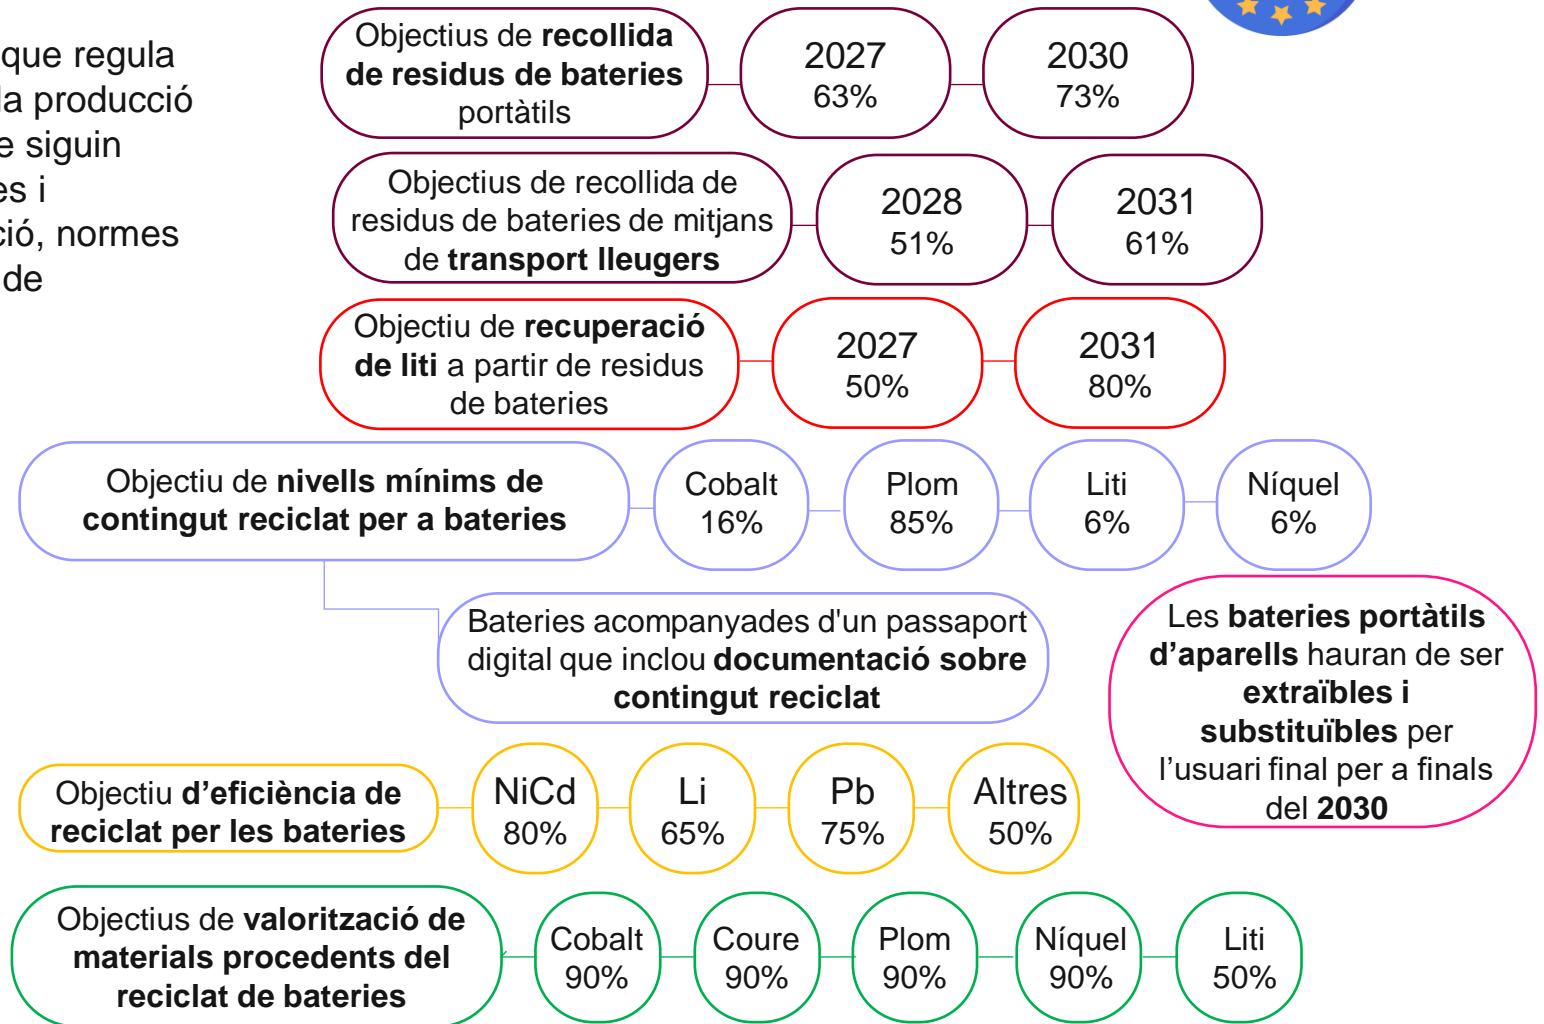 que regula
la producció
e siguin
es i
ció, normes
de
Objectius de recollida
de residus de bateries
portàtils
2027
63%
2030
73%
Objectius de recollida de
residus de bateries de mitjans
de transport lleugers
2028
51%
2031
61%
Objectiu de recuperació
de liti a partir de residus
de bateries
2027
50%
2031
80%
Objectiu de nivells mínims de
contingut reciclat per a bateries
Cobalt
16%
Plom
85%
Liti
6%
Níquel
6%
Bateries acompanyades d'un passaport
digital que inclou documentació sobre
contingut reciclat
Les bateries portàtils
d’aparells hauran de ser
extraïbles i
substituïbles per
l’usuari final per a finals
del 2030
Objectiu d’eficiència de
reciclat per les bateries
NiCd
80%
Li
65%
Pb
75%
Altres
50%
Objectius de valorització de
materials procedents del
reciclat de bateries
Cobalt
90%
Coure
90%
Plom
90%
Níquel
90%
Liti
50%